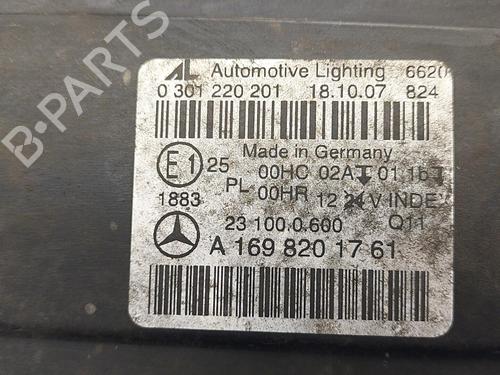 B-PARTS
AL Automotive Lighting 6620
0 301 220 201 18.10.07 824
Made in Germany
E1 25 00HC 02A 01 1b
PL 00HR 12 24V INDEX
1883
23 100.0.600 Q11
A 169 820 17 61